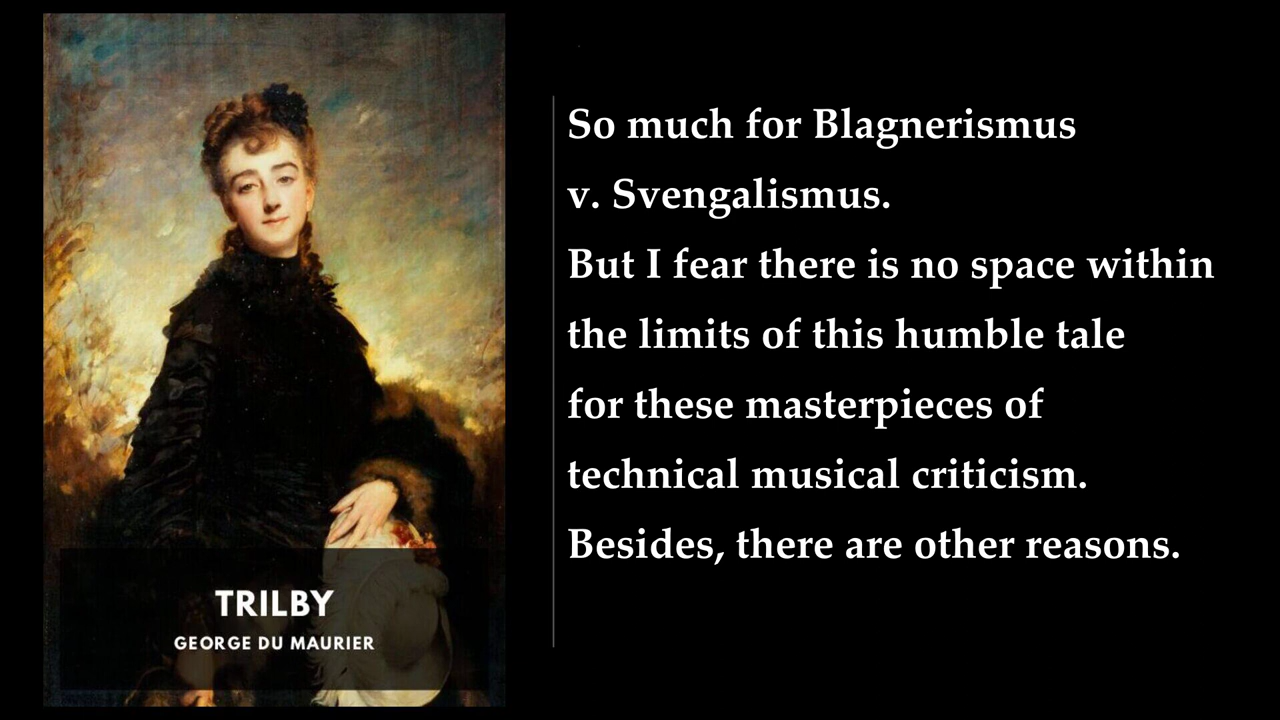 TRILBY
GEORGE DU MAURIER
So much for Blagnerismus
v. Svengalismus.
But I fear there is no space within
the limits of this humble tale
for these masterpieces of
technical musical criticism.
Besides, there are other reasons.